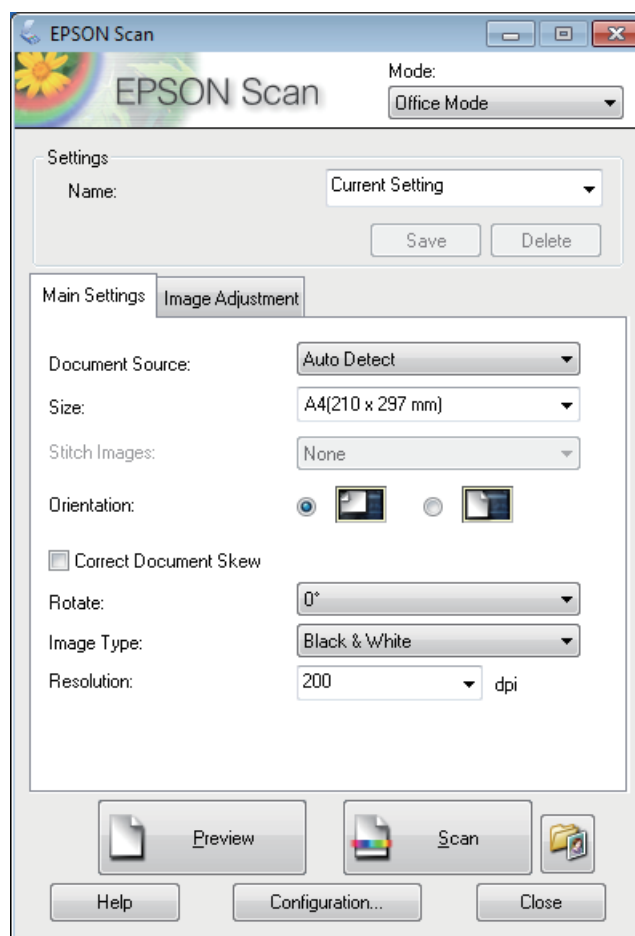 EPSON Scan
EPSON Scan
Mode:
Office Mode
Settings
Name:
Current Setting
Save
Delete
Main Settings
Image Adjustment
Document Source:
Auto Detect
Size:
A4(210 x 297 mm)
Stitch Images:
None
Orientation:
Correct Document Skew
Rotate:
0°
Image Type:
Black & White
Resolution:
200
dpi
Preview
Scan
Help
Configuration...
Close